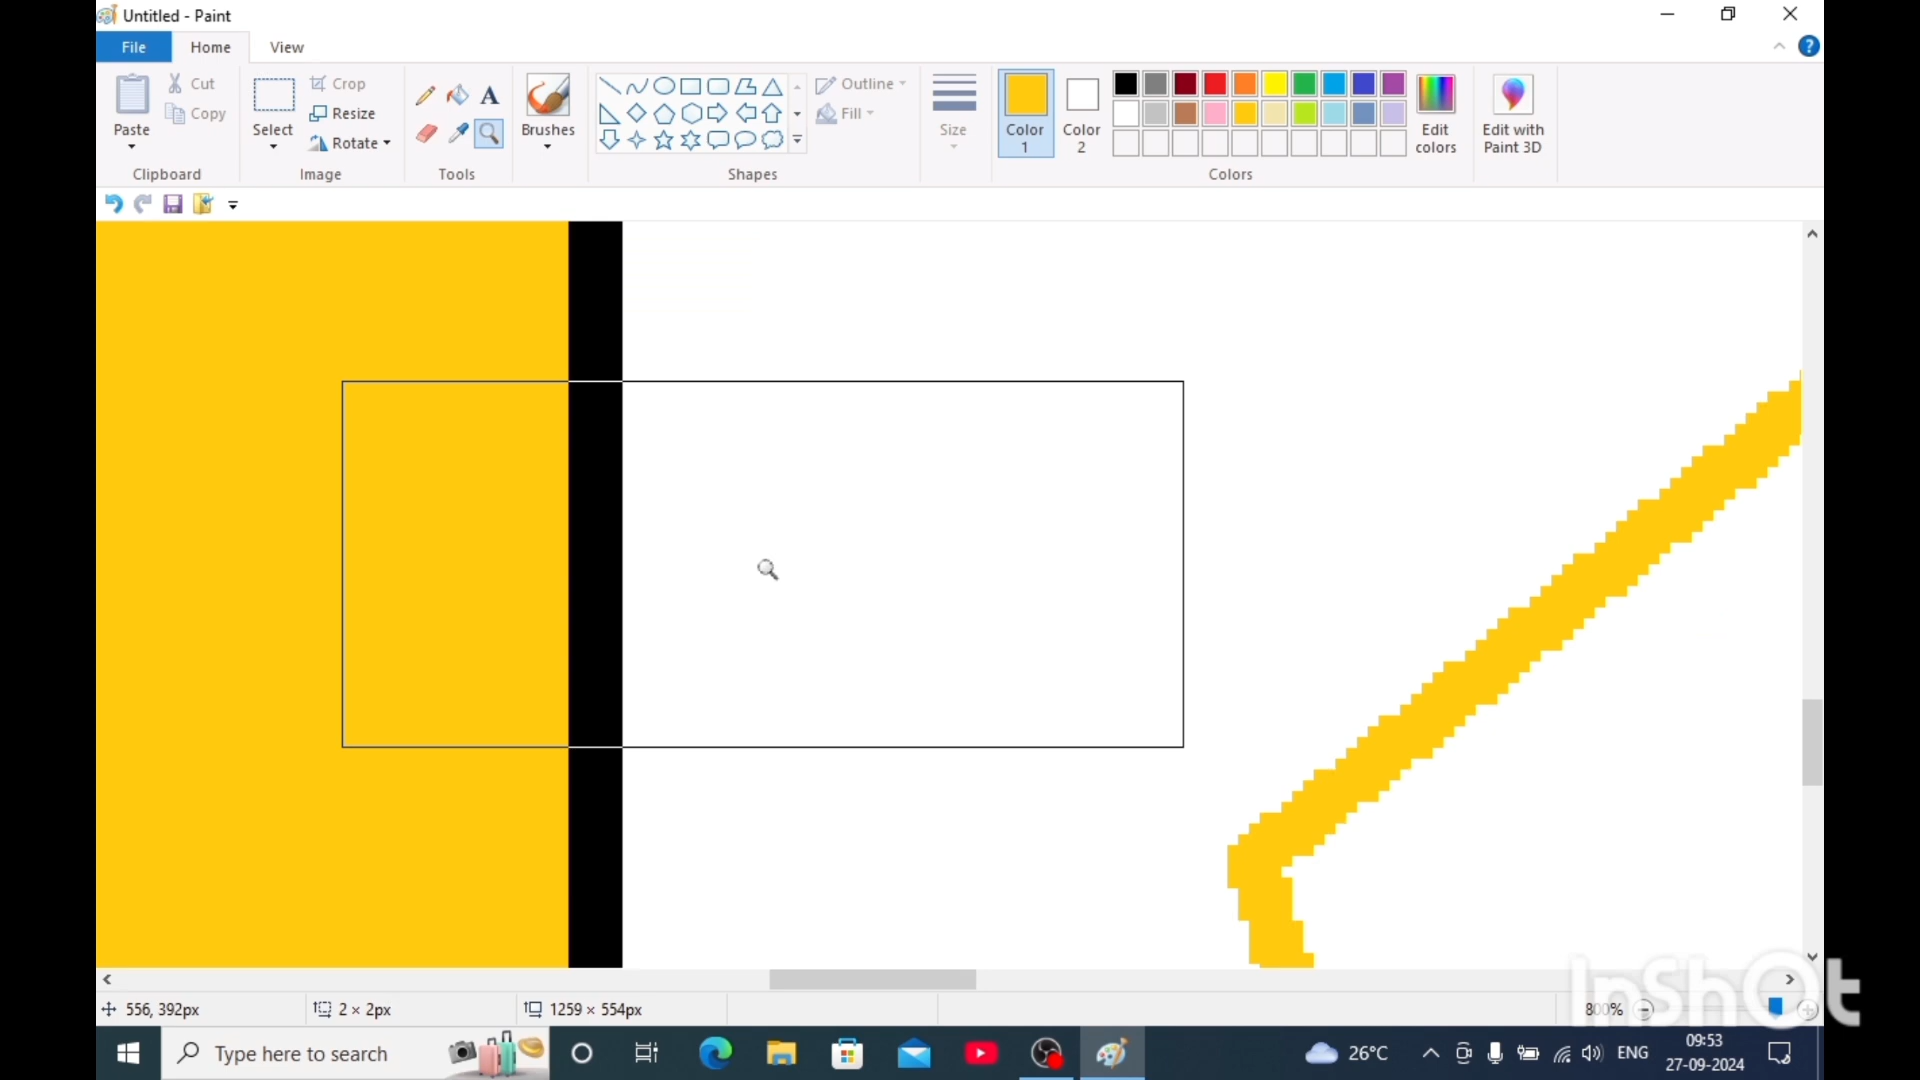 Untitled - Paint
File Home View
Cut Crop Outline
Copy Resize Fill
Paste Select Rotate Brushes Size Color 1 Color 2 Edit colors Edit with Paint 3D
Clipboard Image Tools Shapes Colors
A
?
556, 392px 2 × 2px 1259 × 554px 800%
InShOt
Type here to search 26°C ENG 09:53
27-09-2024